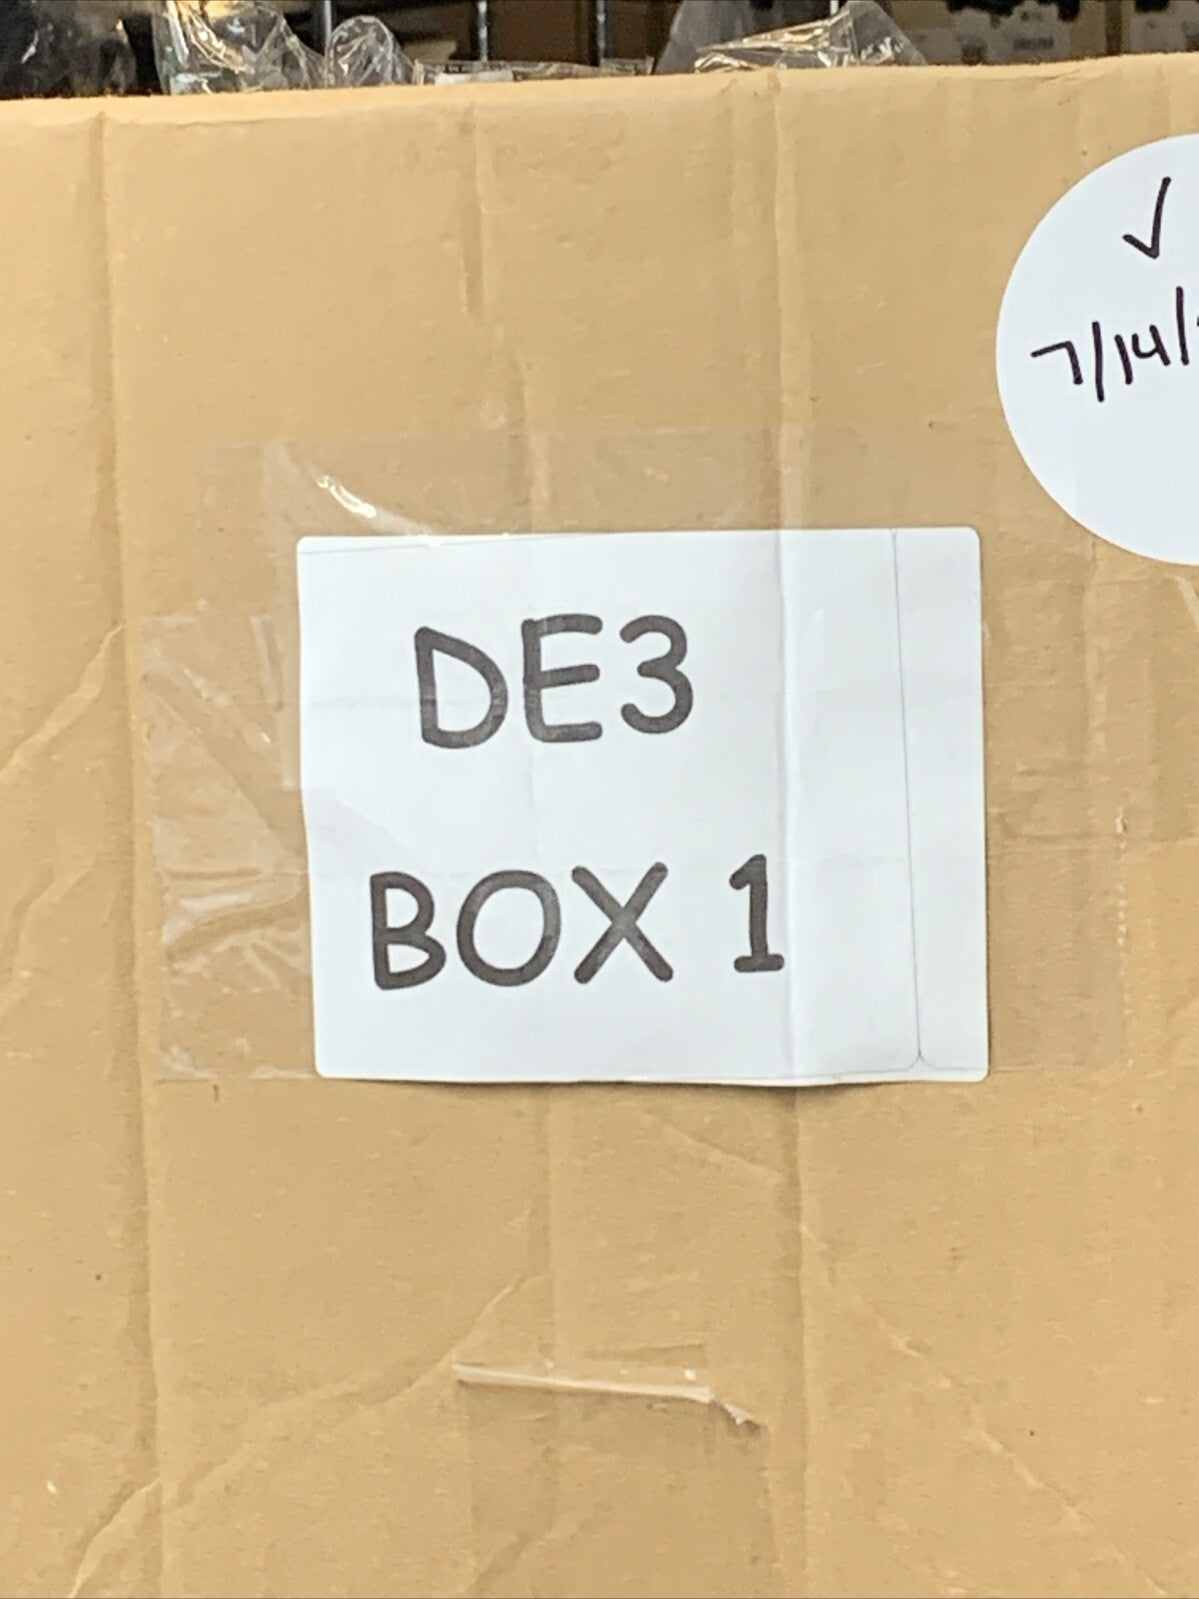 ✓
7/14/
DE3
BOX 1